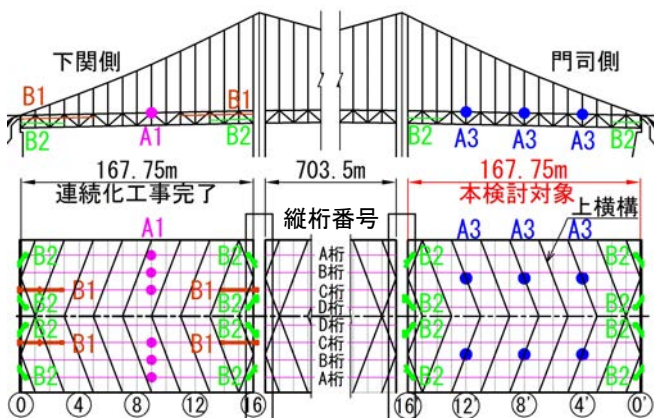 下関側
門司側
B1
B1
B2
A1
B2
B2
A3
A3
A3
B2
167.75m
703.5m
167.75m
連続化工事完了
本検討対象
縦桁番号
上横構
A1
A3
A3
A3
B2
B2
A桁
B2
B2
B桁
B1
B1
C桁
B2
B2
D桁
B2
B2
B2
B2
D桁
B1
B1
C桁
B桁
B2
B2
A桁
B2
B2
0
4
8
12
16
16'
12'
8'
4'
0'